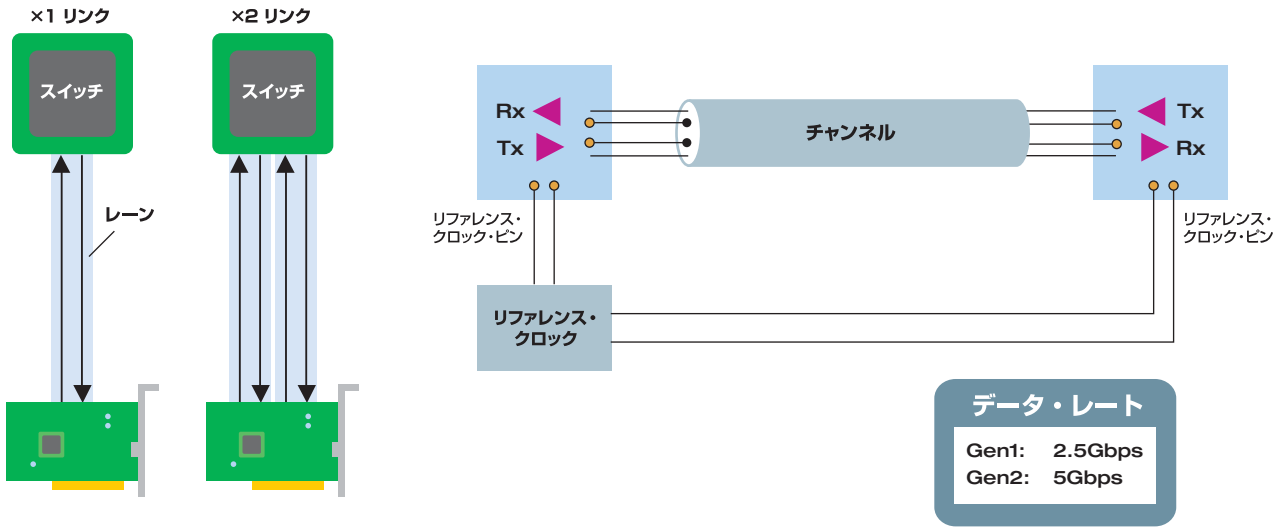 ×1 リンク
×2 リンク
スイッチ
スイッチ
レーン
Rx
Tx
チャンネル
Tx
Rx
リファレンス・
クロック・ピン
リファレンス・
クロック・ピン
リファレンス・
クロック
データ・レート
Gen1: 2.5Gbps
Gen2: 5Gbps